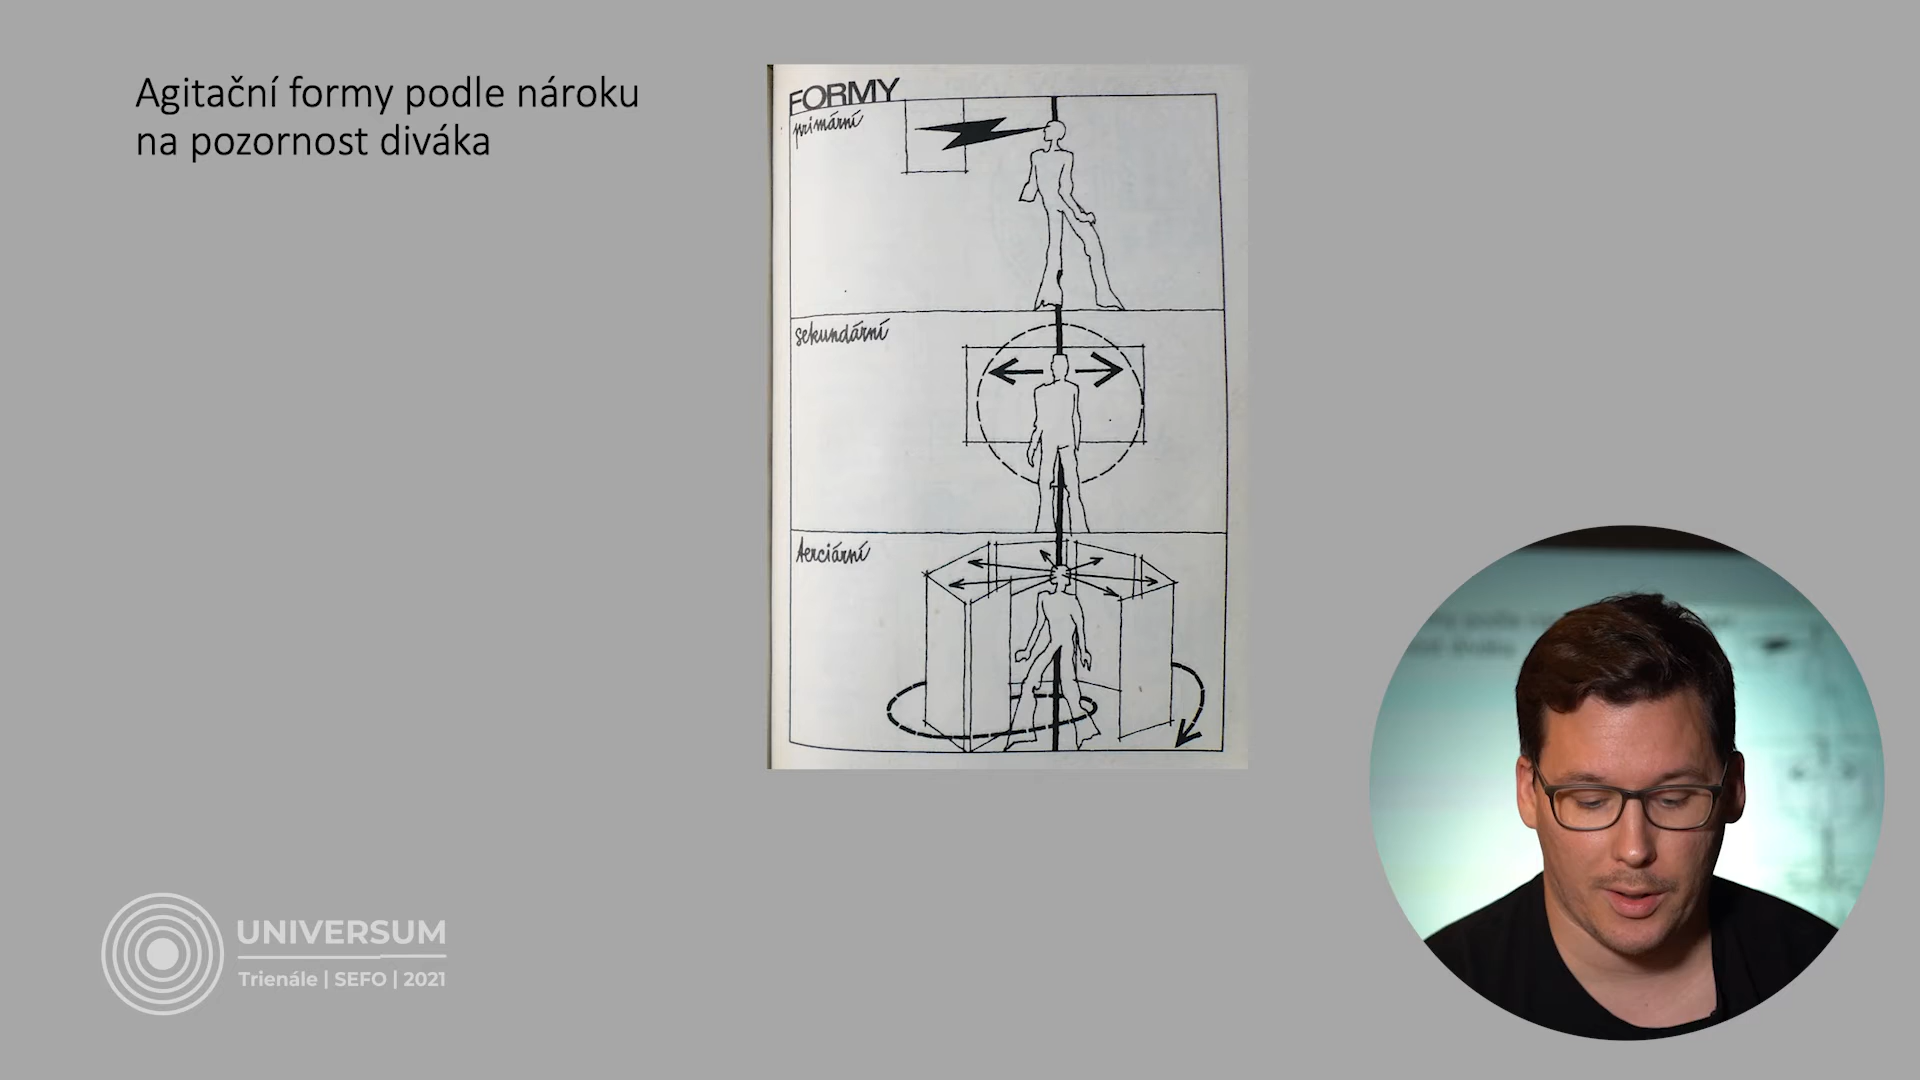 Agitační formy podle nároku
na pozornost diváka
FORMY
primární
sekundární
terciární
UNIVERSUM
Trienále | SEFO | 2021